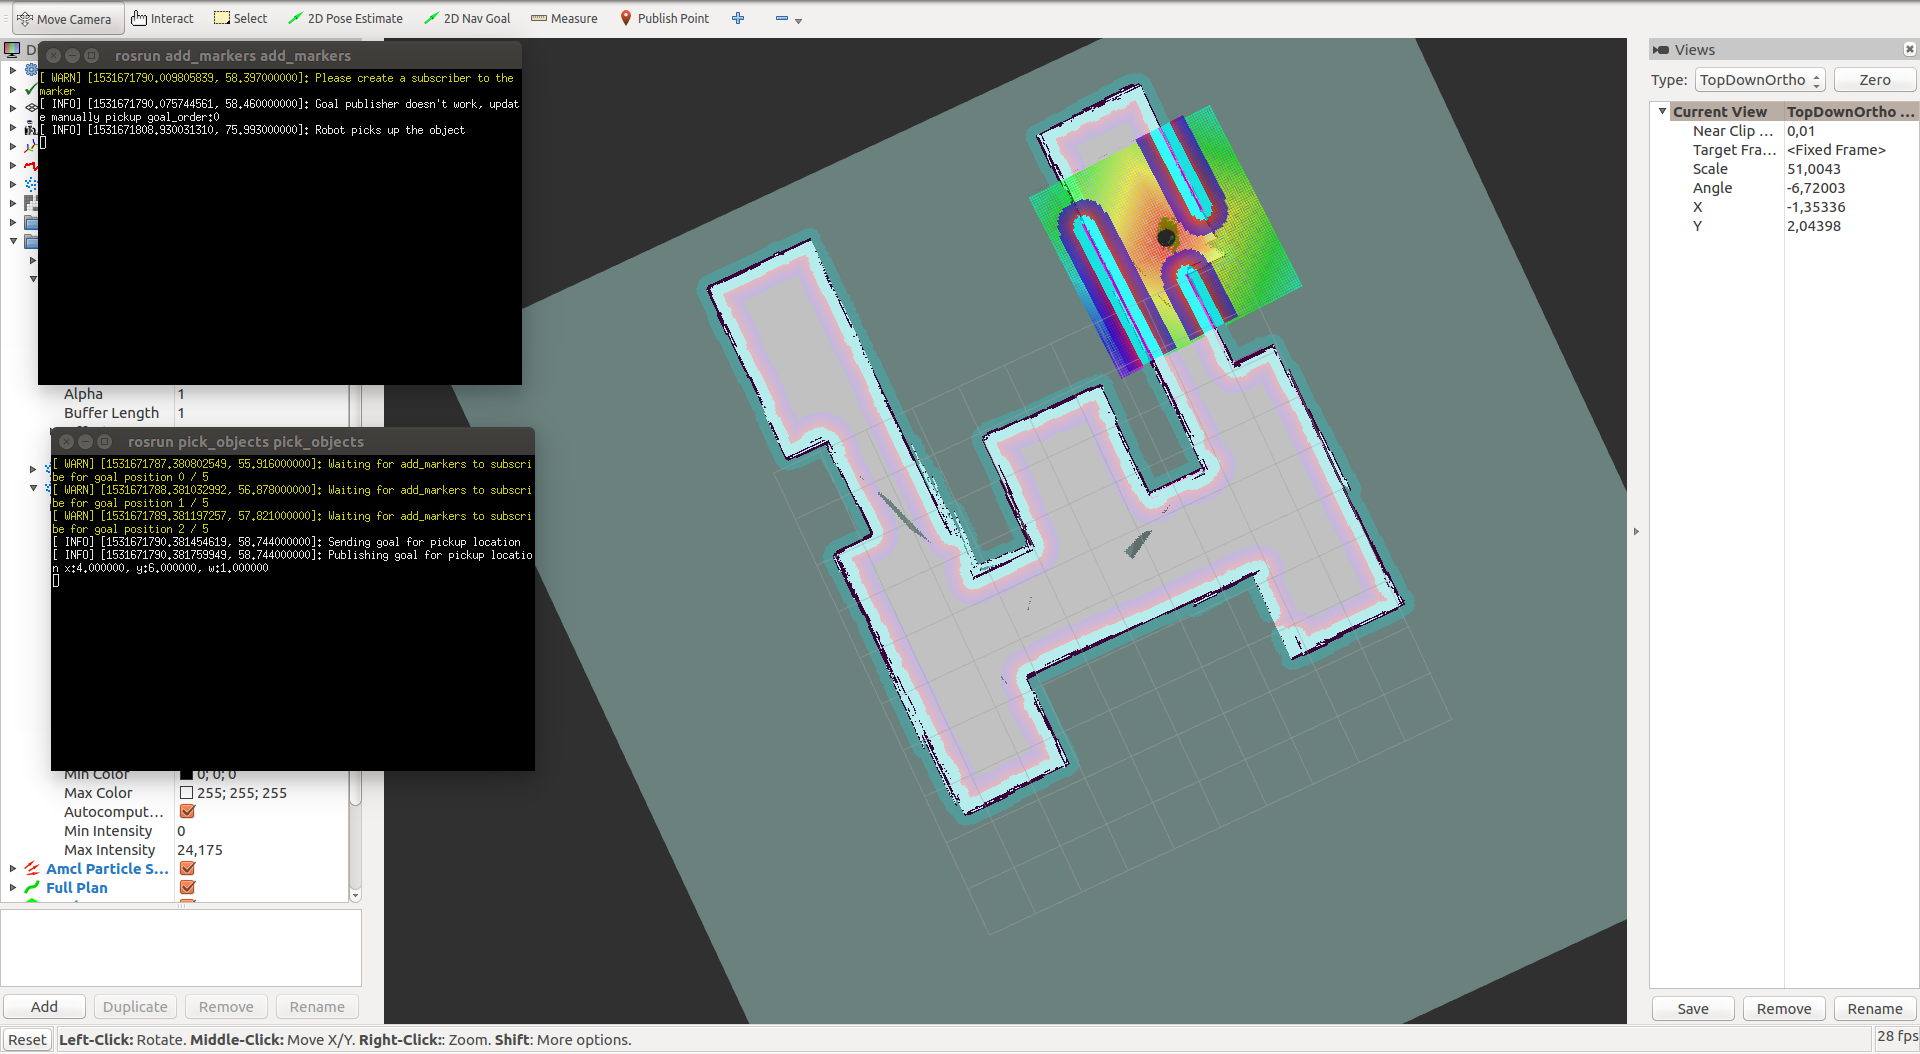 Move Camera Interact Select 2D Pose Estimate 2D Nav Goal Measure Publish Point
D
rosrun add_markers add_markers
[ WARN] [1531671790.009805839, 58.397000000]: Please create a subscriber to the
marker
[ INFO] [1531671790.075744561, 58.460000000]: Goal publisher doesn't work, updat
e manually pickup goal_order:0
[ INFO] [1531671808.930031310, 75.993000000]: Robot picks up the object
Alpha 1
Buffer Length 1
rosrun pick_objects pick_objects
[ WARN] [1531671787.380802549, 55.916000000]: Waiting for add_markers to subscri
be for goal position 0 / 5
[ WARN] [1531671788.381032992, 56.878000000]: Waiting for add_markers to subscri
be for goal position 1 / 5
[ WARN] [1531671789.381197257, 57.821000000]: Waiting for add_markers to subscri
be for goal position 2 / 5
[ INFO] [1531671790.381454619, 58.744000000]: Sending goal for pickup location
[ INFO] [1531671790.381759949, 58.744000000]: Publishing goal for pickup locatio
n x:4.000000, y:6.000000, w:1.000000
Min Color 0; 0; 0
Max Color 255; 255; 255
Autocomput...
Min Intensity 0
Max Intensity 24,175
Amcl Particle S...
Full Plan
Add Duplicate Remove Rename
Views
Type: TopDownOrtho Zero
Current View TopDownOrtho ...
Near Clip ... 0,01
Target Fra... <Fixed Frame>
Scale 51,0043
Angle -6,72003
X -1,35336
Y 2,04398
Save Remove Rename
Reset Left-Click: Rotate. Middle-Click: Move X/Y. Right-Click:: Zoom. Shift: More options. 28 fps